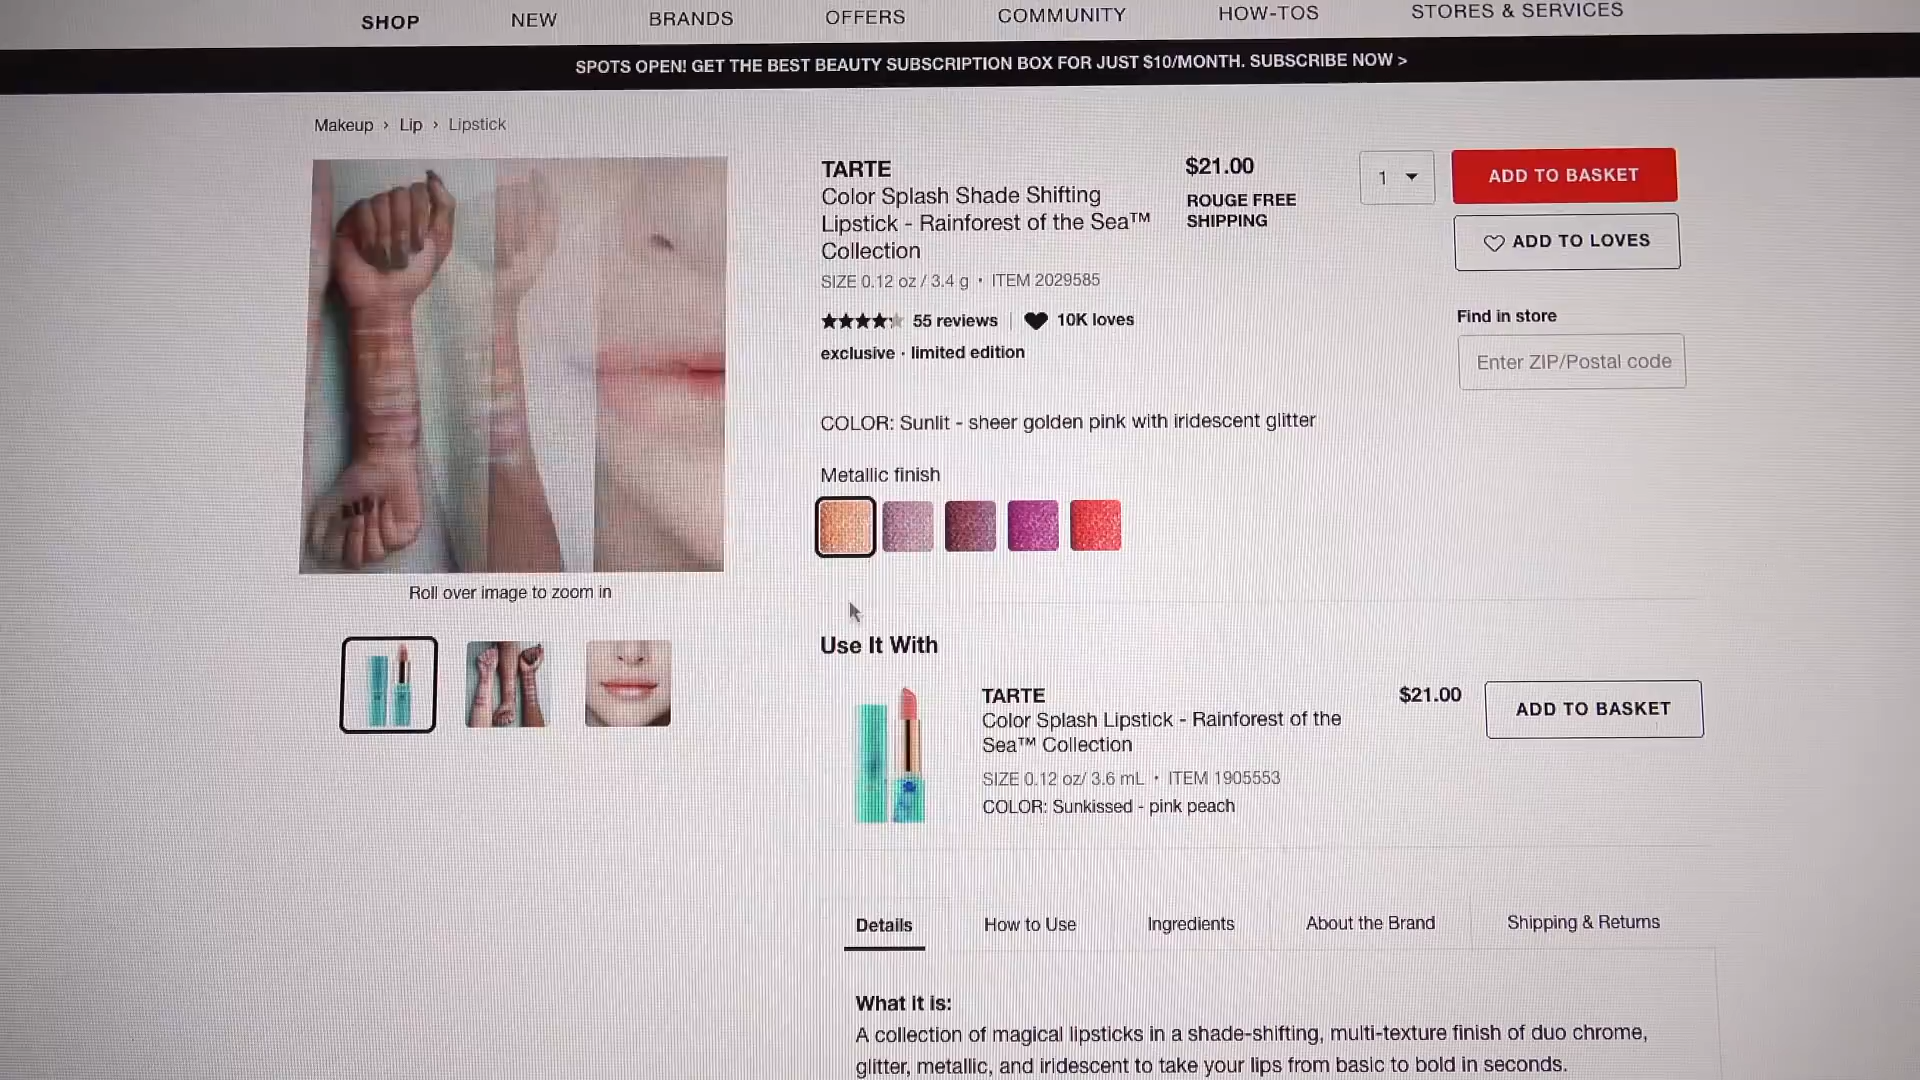 SHOP NEW BRANDS OFFERS COMMUNITY HOW-TOS STORES & SERVICES
SPOTS OPEN! GET THE BEST BEAUTY SUBSCRIPTION BOX FOR JUST $10/MONTH. SUBSCRIBE NOW >
Makeup › Lip › Lipstick
TARTE
Color Splash Shade Shifting
Lipstick - Rainforest of the Sea™
Collection
SIZE 0.12 oz / 3.4 g • ITEM 2029585
55 reviews | 10K loves
exclusive · limited edition
$21.00
ROUGE FREE
SHIPPING
1
ADD TO BASKET
ADD TO LOVES
Find in store
Enter ZIP/Postal code
COLOR: Sunlit - sheer golden pink with iridescent glitter
Metallic finish
Roll over image to zoom in
Use It With
TARTE
Color Splash Lipstick - Rainforest of the
Sea™ Collection
SIZE 0.12 oz/ 3.6 mL • ITEM 1905553
COLOR: Sunkissed - pink peach
$21.00
ADD TO BASKET
Details How to Use Ingredients About the Brand Shipping & Returns
What it is:
A collection of magical lipsticks in a shade-shifting, multi-texture finish of duo chrome,
glitter, metallic, and iridescent to take your lips from basic to bold in seconds.